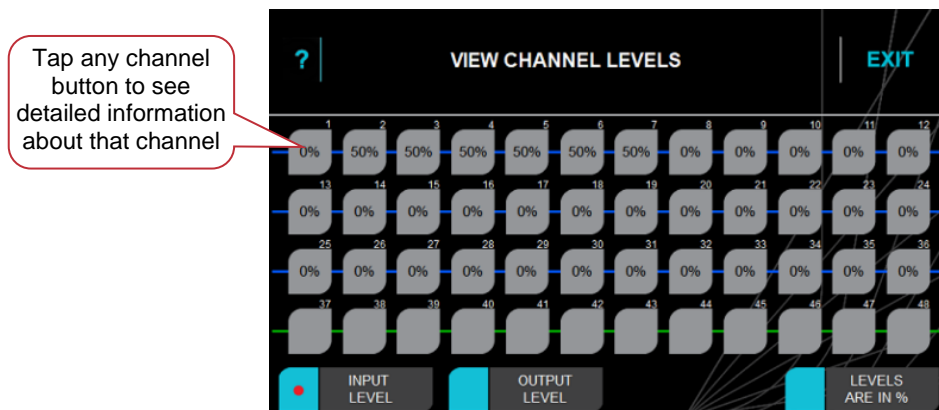 Tap any channel
button to see
detailed information
about that channel
? VIEW CHANNEL LEVELS EXIT
1 2 3 4 5 6 7 8 9 10 11 12
0% 50% 50% 50% 50% 50% 50% 0% 0% 0% 0% 0%
13 14 15 16 17 18 19 20 21 22 23 24
0% 0% 0% 0% 0% 0% 0% 0% 0% 0% 0% 0%
25 26 27 28 29 30 31 32 33 34 35 36
0% 0% 0% 0% 0% 0% 0% 0% 0% 0% 0% 0%
37 38 39 40 41 42 43 44 45 46 47 48
INPUT OUTPUT LEVELS
LEVEL LEVEL ARE IN %